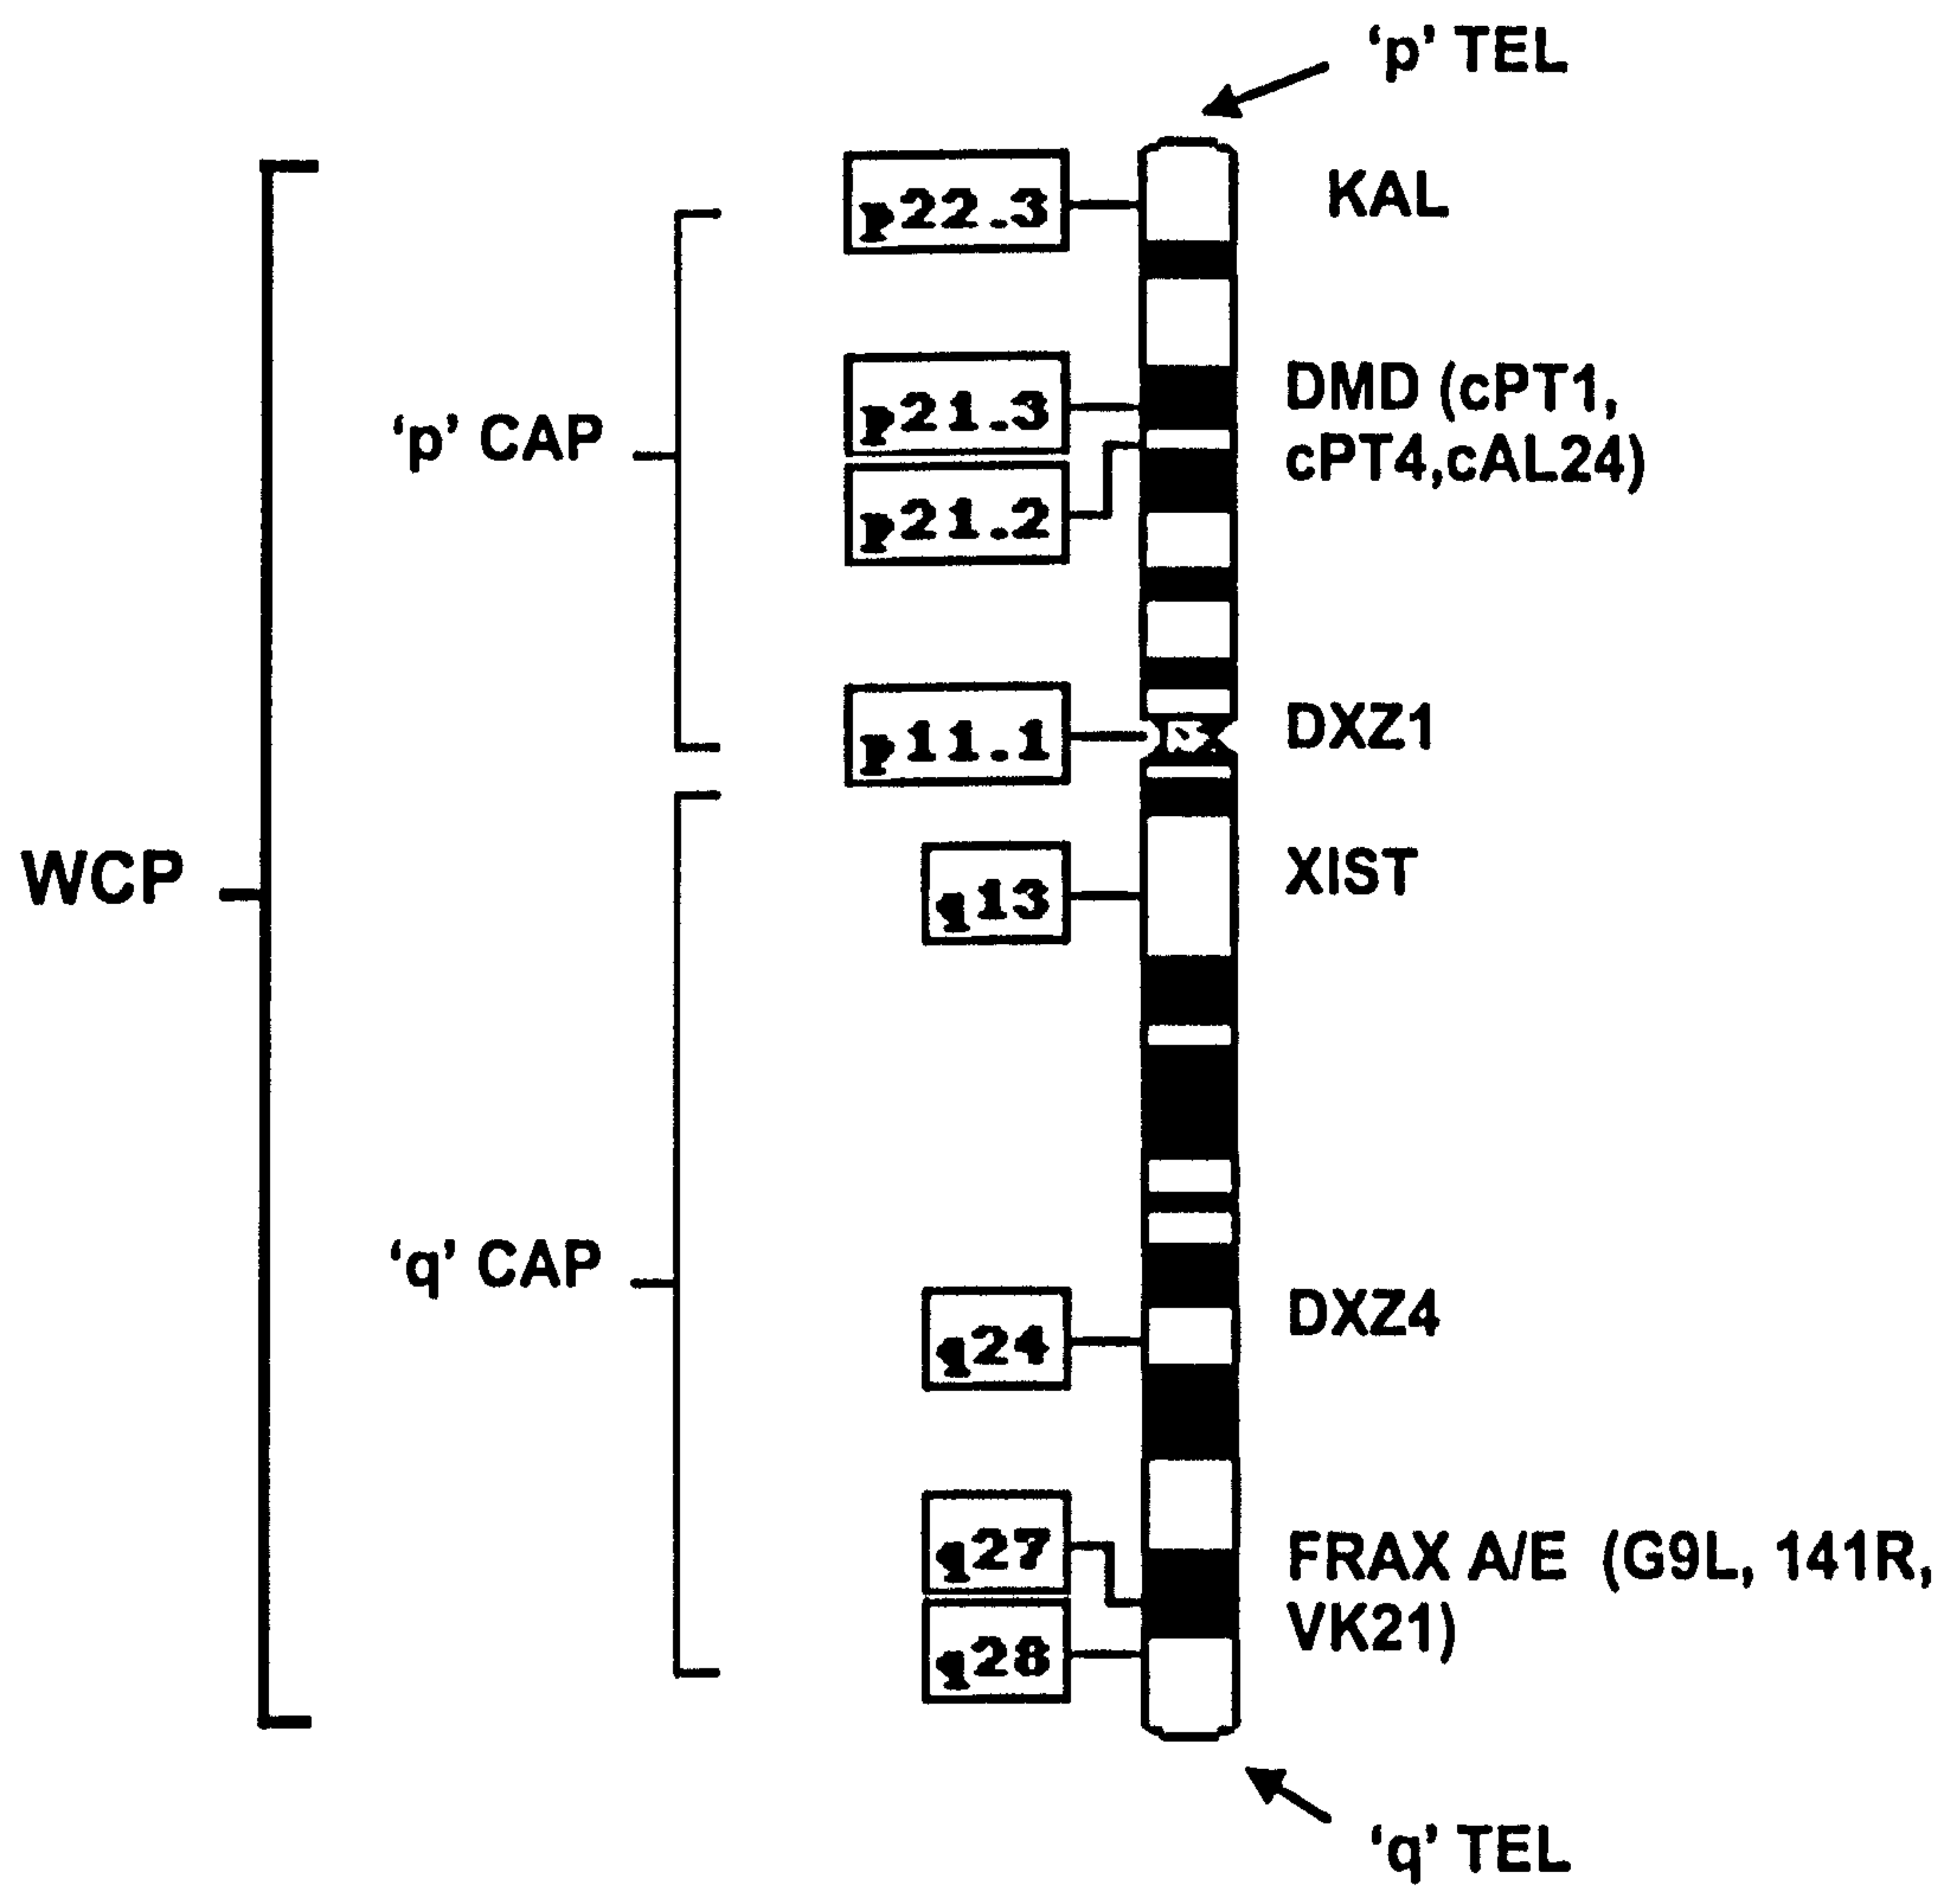 ‘p’ TEL
p22.3
KAL
p21.3
DMD (cPT1,
cPT4,cAL24)
‘p’ CAP
p21.2
p11.1
DXZ1
WCP
q13
XIST
‘q’ CAP
q24
DXZ4
q27
FRAX A/E (G9L, 141R,
VK21)
q28
‘q’ TEL